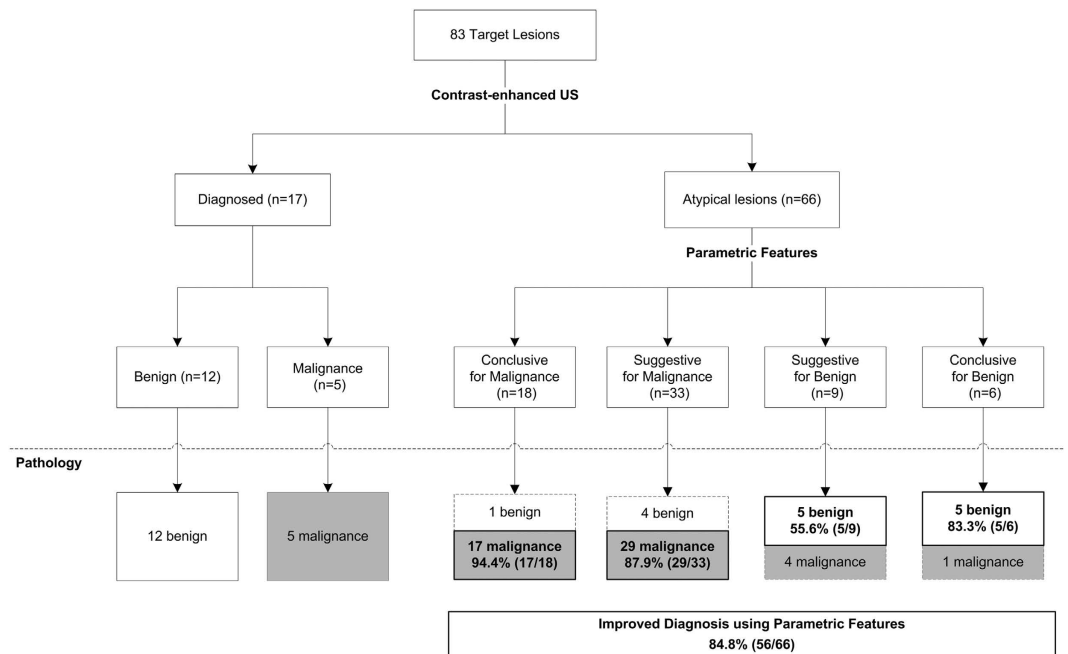 83 Target Lesions
Contrast-enhanced US
Diagnosed (n=17)
Atypical lesions (n=66)
Parametric Features
Benign (n=12)
Malignance
(n=5)
Conclusive
for Malignance
(n=18)
Suggestive
for Malignance
(n=33)
Suggestive
for Benign
(n=9)
Conclusive
for Benign
(n=6)
Pathology
12 benign
5 malignance
1 benign
17 malignance
94.4% (17/18)
4 benign
29 malignance
87.9% (29/33)
5 benign
55.6% (5/9)
4 malignance
5 benign
83.3% (5/6)
1 malignance
Improved Diagnosis using Parametric Features
84.8% (56/66)